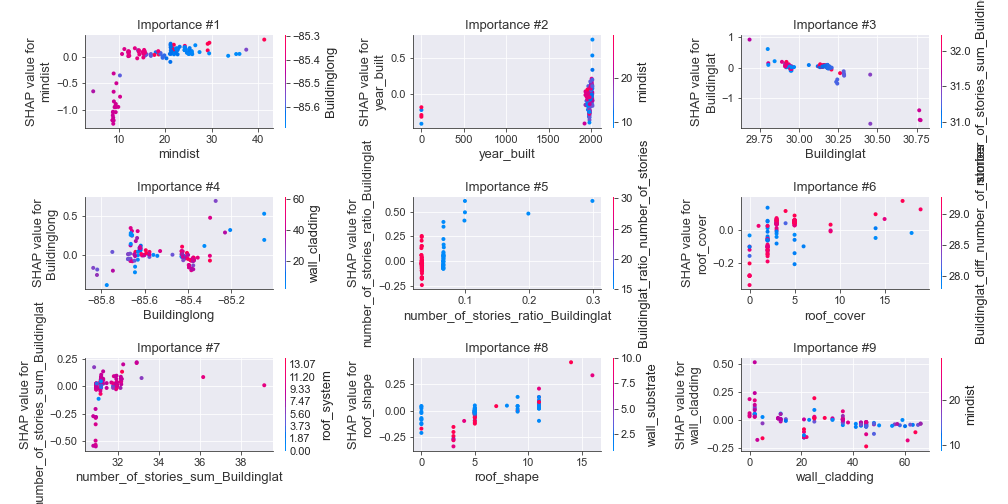 Importance #1
SHAP value for
mindist
0.0
−0.5
−1.0
10
20
30
40
mindist
−85.3
−85.4
−85.5
−85.6
Buildinglong
Importance #2
SHAP value for
year_built
0.5
0.0
0
500
1000
1500
2000
year_built
20
10
mindist
Importance #3
SHAP value for
Buildinglat
1
0
−1
29.75
30.00
30.25
30.50
30.75
Buildinglat
32.0
31.5
31.0
Importance #4
SHAP value for
Buildinglong
0.5
0.0
−85.8
−85.6
−85.4
−85.2
Buildinglong
60
40
20
wall_cladding
Importance #5
SHAP value for
number_of_stories_ratio_Buildinglat
0.50
0.25
0.00
−0.25
0.1
0.2
0.3
number_of_stories_ratio_Buildinglat
30
25
20
15
Buildinglat_ratio_number_of_stories
Importance #6
SHAP value for
roof_cover
0.0
−0.2
0
5
10
15
roof_cover
29.0
28.5
28.0
Importance #7
SHAP value for
number_of_stories_sum_Buildinglat
0.25
0.00
−0.25
−0.50
32
34
36
38
number_of_stories_sum_Buildinglat
13.07
11.20
9.33
7.47
5.60
3.73
1.87
0.00
roof_system
Importance #8
SHAP value for
roof_shape
0.25
0.00
−0.25
0
5
10
15
roof_shape
10.0
7.5
5.0
2.5
wall_substrate
Importance #9
SHAP value for
wall_cladding
0.50
0.25
0.00
−0.25
0
20
40
60
wall_cladding
20
10
mindist